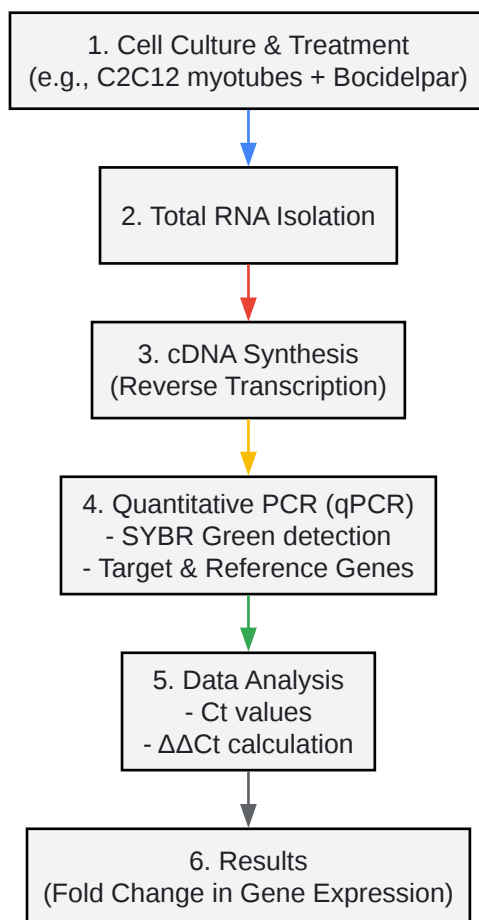 1. Cell Culture & Treatment
(e.g., C2C12 myotubes + Bocidelpar)
2. Total RNA Isolation
3. cDNA Synthesis
(Reverse Transcription)
4. Quantitative PCR (qPCR)
- SYBR Green detection
- Target & Reference Genes
5. Data Analysis
- Ct values
- ΔΔCt calculation
6. Results
(Fold Change in Gene Expression)